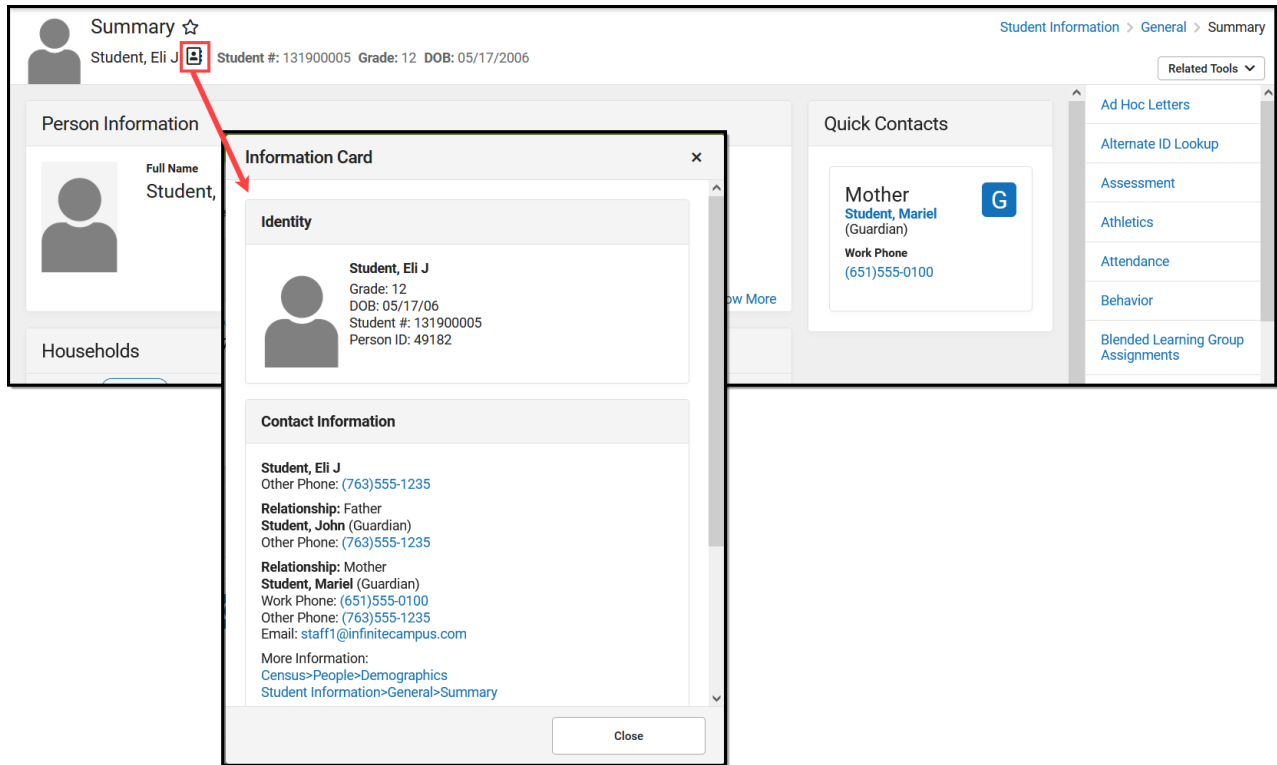 Summary
Student Information > General > Summary
Student, Eli J Student #: 131900005 Grade: 12 DOB: 05/17/2006
Related Tools
Person Information
Full Name
Student,
Show More
Households
Quick Contacts
Mother
G
Student, Mariel
(Guardian)
Work Phone
(651)555-0100
Ad Hoc Letters
Alternate ID Lookup
Assessment
Athletics
Attendance
Behavior
Blended Learning Group
Assignments
Information Card
×
Identity
Student, Eli J
Grade: 12
DOB: 05/17/06
Student #: 131900005
Person ID: 49182
Contact Information
Student, Eli J
Other Phone: (763)555-1235
Relationship: Father
Student, John (Guardian)
Other Phone: (763)555-1235
Relationship: Mother
Student, Mariel (Guardian)
Work Phone: (651)555-0100
Other Phone: (763)555-1235
Email: staff1@infinitecampus.com
More Information:
Census>People>Demographics
Student Information>General>Summary
Close